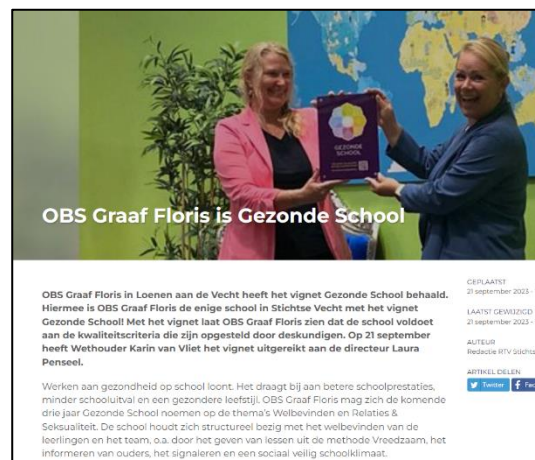 GEZONDE
SCHOOL
OBS Graaf Floris is Gezonde School
OBS Graaf Floris in Loenen aan de Vecht heeft het vignet Gezonde School behaald.
Hiermee is OBS Graaf Floris de enige school in Stichtse Vecht met het vignet
Gezonde School! Met het vignet laat OBS Graaf Floris zien dat de school voldoet
aan de kwaliteitscriteria die zijn opgesteld door deskundigen. Op 21 september
heeft Wethouder Karin van Vliet het vignet uitgereikt aan de directeur Laura
Penseel.
Werken aan gezondheid op school loont. Het draagt bij aan betere schoolprestaties,
minder schooluitval en een gezondere leefstijl. OBS Graaf Floris mag zich de komende
drie jaar Gezonde School noemen op the thema's Welbevinden en Relaties &
Seksualiteit. De school houdt zich structureel bezig met het welbevinden van de
leerlingen en het team, o.a. door het geven van lessen uit de methode Vreedzaam, het
informeren van ouders, het signaleren en een sociaal veilig schoolklimaat.
GEPLAATST
21 september 2023 -
LAATST GEWIJZIGD
21 september 2023 -
AUTEUR
Redactie RTV Stichts
ARTIKEL DELEN
Twitter
Fac